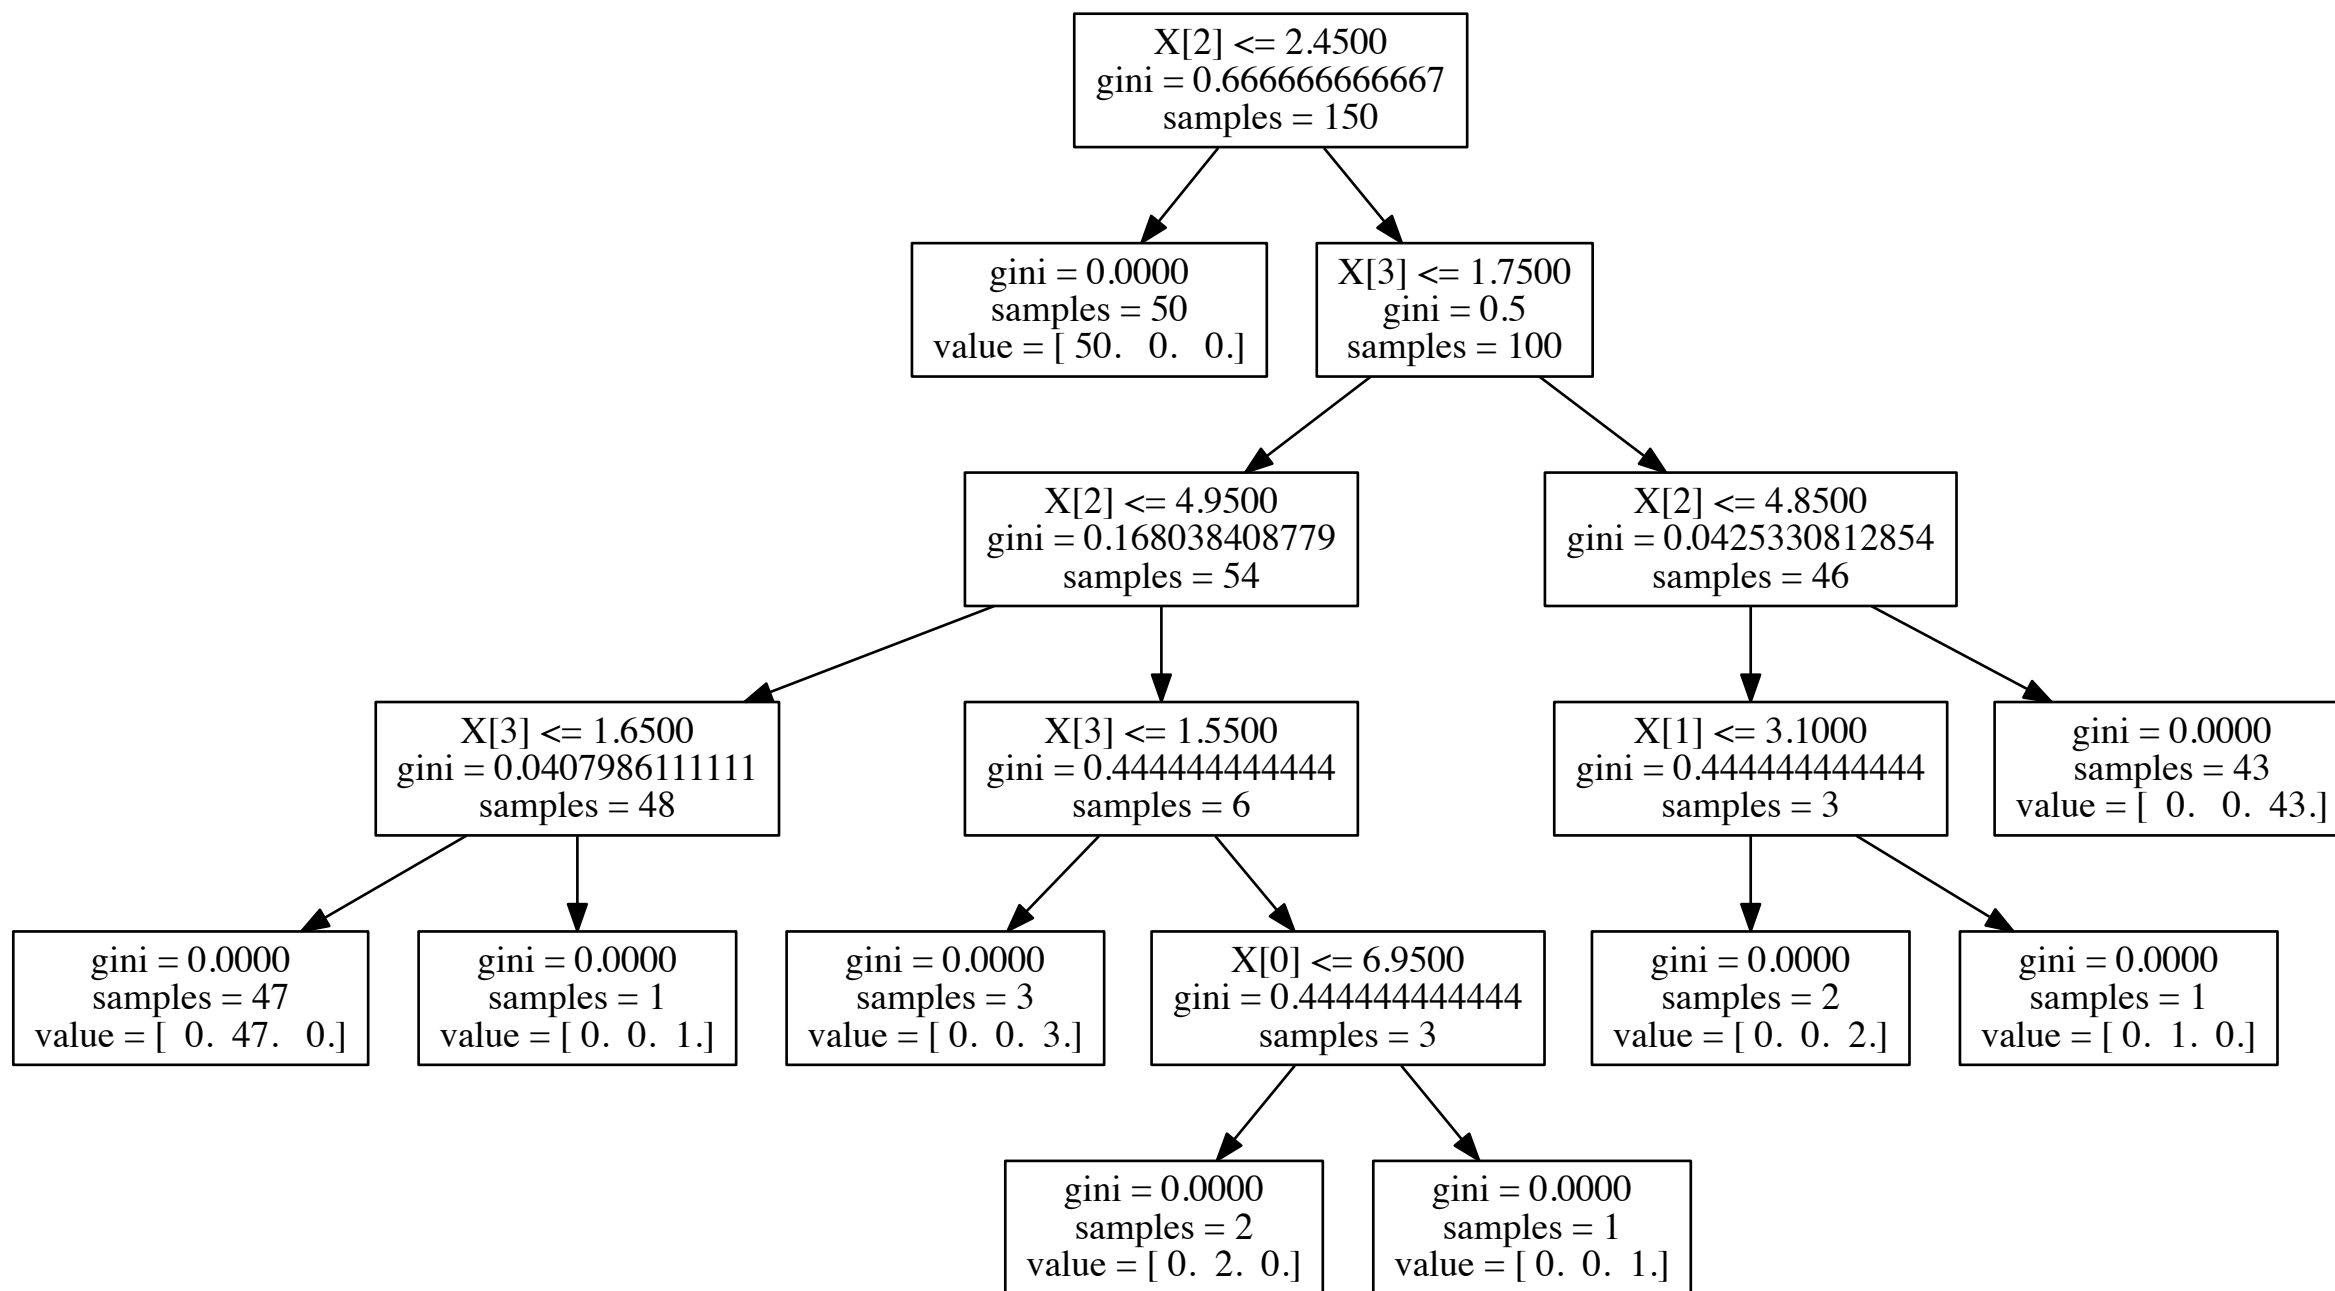 X[2] <= 2.4500
gini = 0.666666666667
samples = 150
gini = 0.0000
samples = 50
value = [ 50.   0.   0.]
X[3] <= 1.7500
gini = 0.5
samples = 100
X[2] <= 4.9500
gini = 0.168038408779
samples = 54
X[2] <= 4.8500
gini = 0.0425330812854
samples = 46
X[3] <= 1.6500
gini = 0.0407986111111
samples = 48
X[3] <= 1.5500
gini = 0.444444444444
samples = 6
X[1] <= 3.1000
gini = 0.444444444444
samples = 3
gini = 0.0000
samples = 43
value = [  0.   0.  43.]
gini = 0.0000
samples = 47
value = [  0.  47.   0.]
gini = 0.0000
samples = 1
value = [ 0.  0.  1.]
gini = 0.0000
samples = 3
value = [ 0.  0.  3.]
X[0] <= 6.9500
gini = 0.444444444444
samples = 3
gini = 0.0000
samples = 2
value = [ 0.  0.  2.]
gini = 0.0000
samples = 1
value = [ 0.  1.  0.]
gini = 0.0000
samples = 2
value = [ 0.  2.  0.]
gini = 0.0000
samples = 1
value = [ 0.  0.  1.]